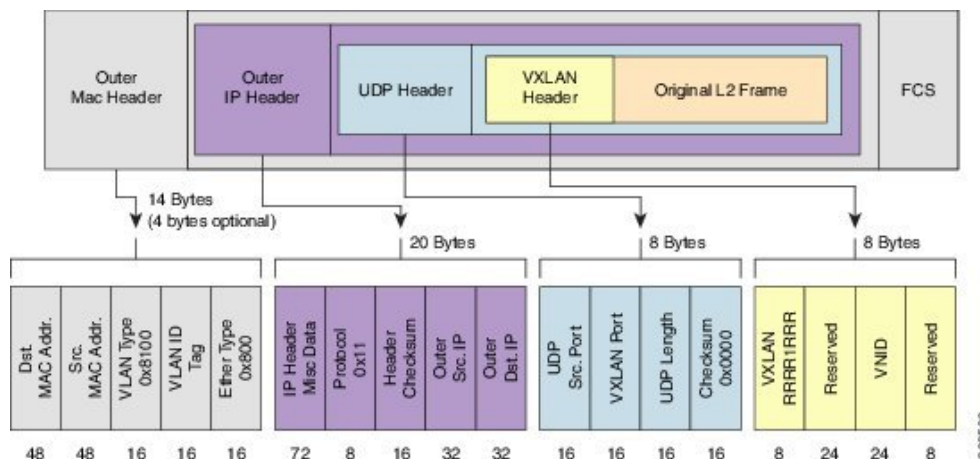 Outer
Mac Header
Outer
IP Header
UDP Header
VXLAN
Header
Original L2 Frame
FCS
14 Bytes
(4 bytes optional)
20 Bytes
8 Bytes
8 Bytes
Dst.
MAC Addr.
Src.
MAC Addr.
VLAN Type
0x8100
VLAN ID
Tag
Ether Type
0x800
IP Header
Misc Data
Protocol
0x11
Header
Checksum
Outer
Src. IP
Outer
Dst. IP
UDP
Src. Port
VXLAN Port
UDP Length
Checksum
0x0000
VXLAN
RRRR1RRR
Reserved
VNID
Reserved
48 48 16 16 16 72 8 16 32 32 16 16 16 16 8 24 24 8